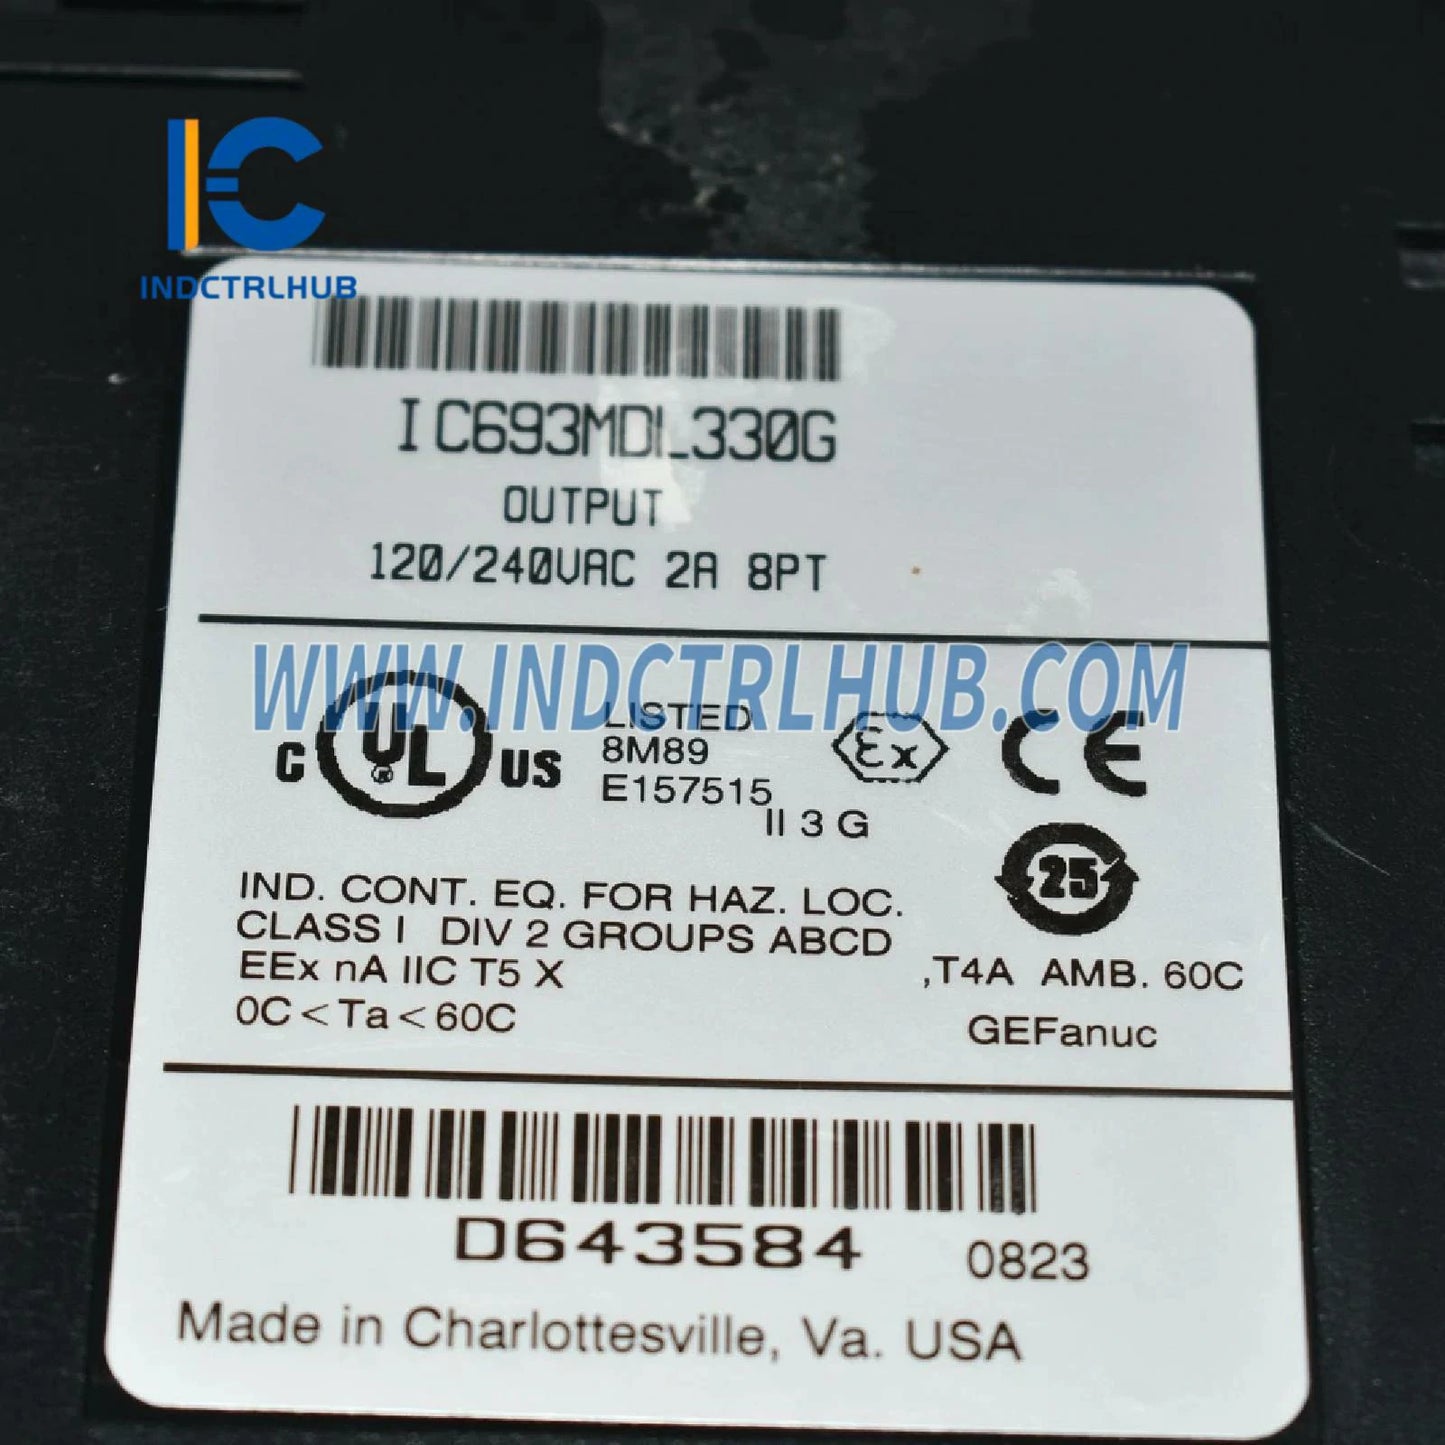 INDCTRLHUB
IC693MDL330G
OUTPUT
120/240VAC 2A 8PT
WWW.INDCTRLHUB.COM
C UL ® US
LISTED
8M89
E157515
Ex
CE
II 3 G
25
IND. CONT. EQ. FOR HAZ. LOC.
CLASS I DIV 2 GROUPS ABCD
EEx nA IIC T5 X
,T4A AMB. 60C
0C<Ta<60C
GEFanuc
D643584 0823
Made in Charlottesville, Va. USA